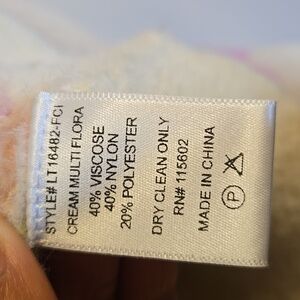 STYLE# LT16482-FCI
CREAM MULTI FLORA
40% VISCOSE
40% NYLON
20% POLYESTER
DRY CLEAN ONLY
RN# 115602
MADE IN CHINA
P